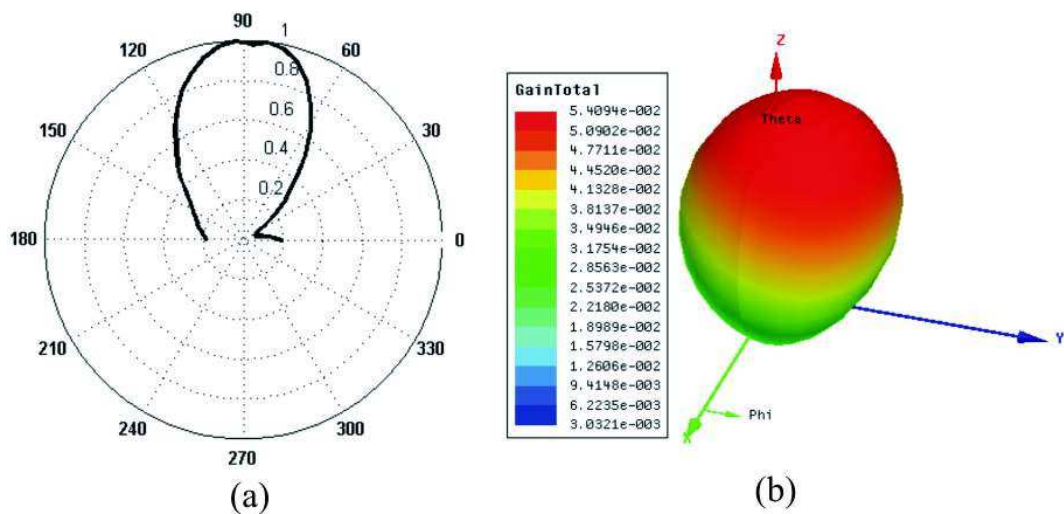 90
1
120
60
0.8
0.6
150
30
0.4
0.2
180
0
210
330
240
300
270
(a)
GainTotal
5.4094e-002
5.0902e-002
4.7711e-002
4.4520e-002
4.1328e-002
3.8137e-002
3.4946e-002
3.1754e-002
2.8563e-002
2.5372e-002
2.2180e-002
1.8989e-002
1.5798e-002
1.2606e-002
9.4148e-003
6.2235e-003
3.0321e-003
Z
Theta
Y
X
Phi
(b)